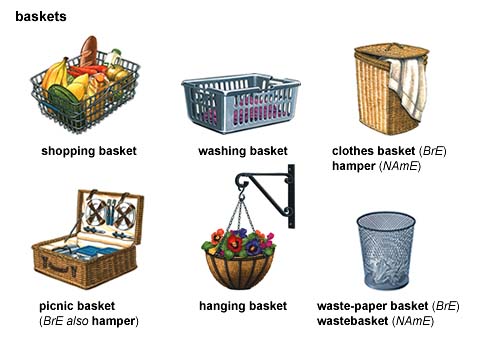 baskets
shopping basket
washing basket
clothes basket (BrE)
hamper (NAmE)
picnic basket
(BrE also hamper)
hanging basket
waste-paper basket (BrE)
wastebasket (NAmE)